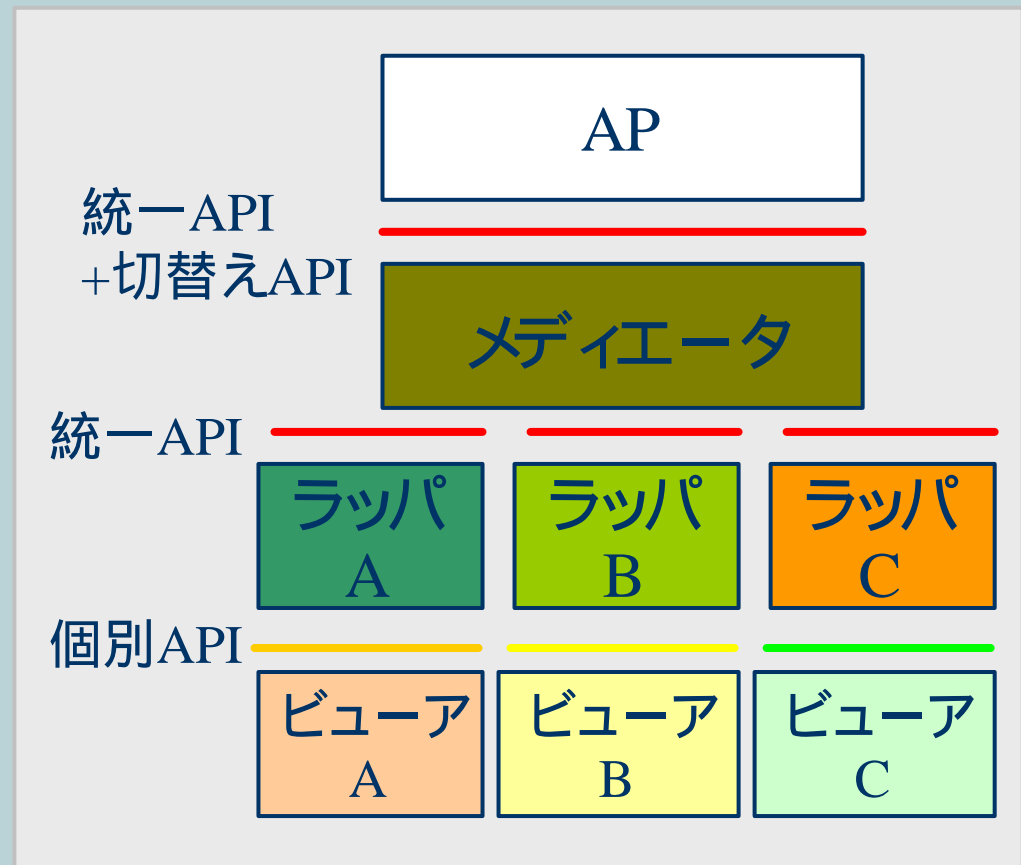 AP
統一API
+切替えAPI
メディエータ
統一API
ラッパ
A
ラッパ
B
ラッパ
C
個別API
ビューア
A
ビューア
B
ビューア
C